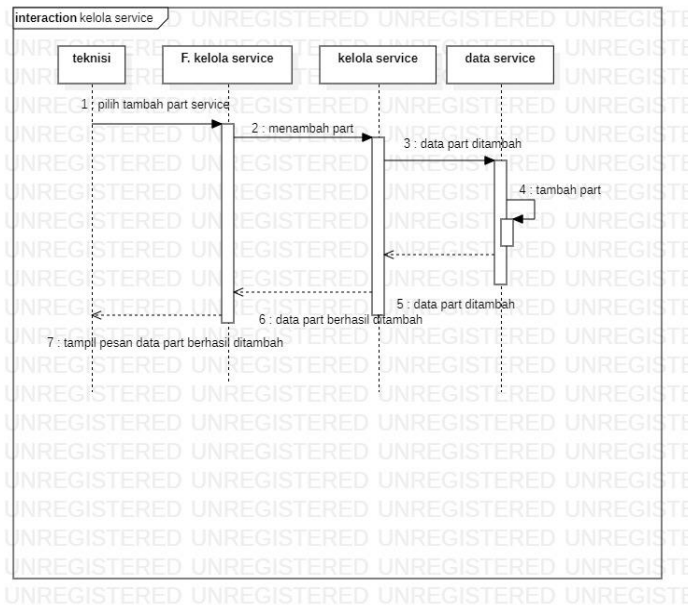 interaction kelola service
teknisi
F. kelola service
kelola service
data service
1 : pilih tambah part service
2 : menambah part
3 : data part ditambah
4 : tambah part
5 : data part ditambah
6 : data part berhasil ditambah
7 : tampil pesan data part berhasil ditambah
UNREGISTERED